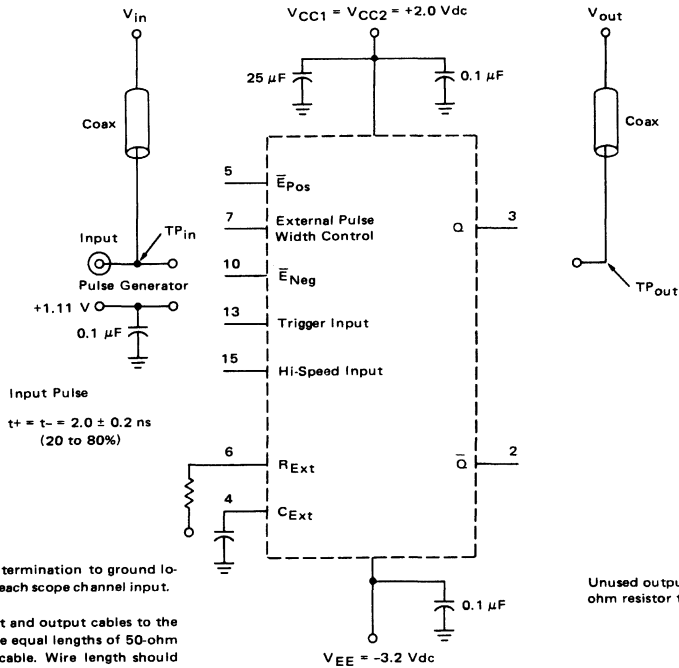 Vin
VCC1 = VCC2 = +2.0 Vdc
Vout
25 µF
0.1 µF
Coax
Coax
5
E̅Pos
7
External Pulse
Width Control
Q
3
Input
TPin
10
E̅Neg
Pulse Generator
TPout
+1.11 V
13
Trigger Input
0.1 µF
15
Hi-Speed Input
Input Pulse
t+ = t– = 2.0 ± 0.2 ns
(20 to 80%)
6
RExt
Q̅
2
4
CExt
termination to ground lo-
each scope channel input.
Unused outpu
ohm resistor t
0.1 µF
t and output cables to the
e equal lengths of 50-ohm
cable. Wire length should
VEE = -3.2 Vdc